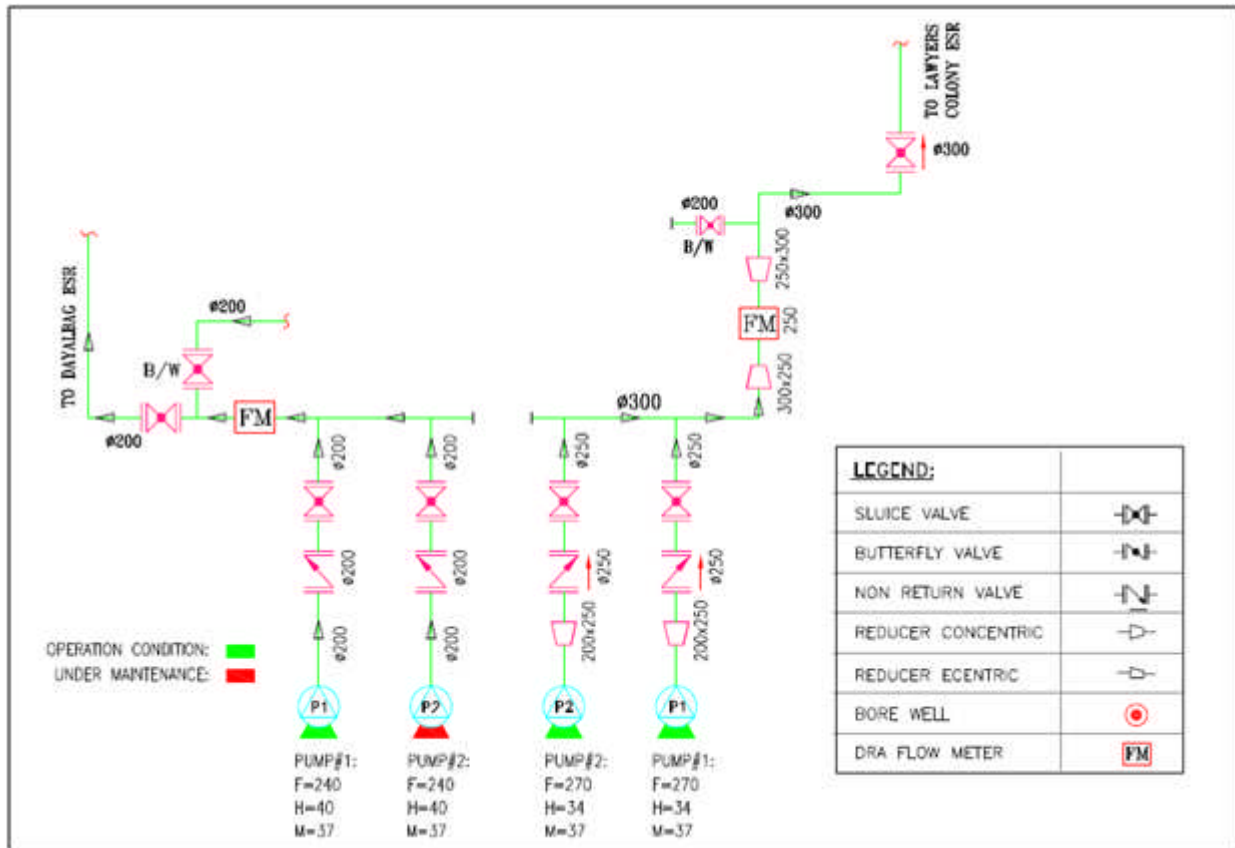 TO LAWYERS
COLONY ESR
ø300
ø200
B/W
ø300
250x300
FM
250
300x250
TO DAYALBAG ESR
ø200
B/W
FM
ø200
ø300
ø200
ø200
ø250
ø250
ø200
ø200
ø250
ø250
200x250
200x250
ø200
ø200
OPERATION CONDITION:
UNDER MAINTENANCE:
P1
P2
P2
P1
PUMP#1:
F=240
H=40
M=37
PUMP#2:
F=240
H=40
M=37
PUMP#2:
F=270
H=34
M=37
PUMP#1:
F=270
H=34
M=37
LEGEND:
SLUICE VALVE
BUTTERFLY VALVE
NON RETURN VALVE
REDUCER CONCENTRIC
REDUCER ECENTRIC
BORE WELL
DRA FLOW METER
FM